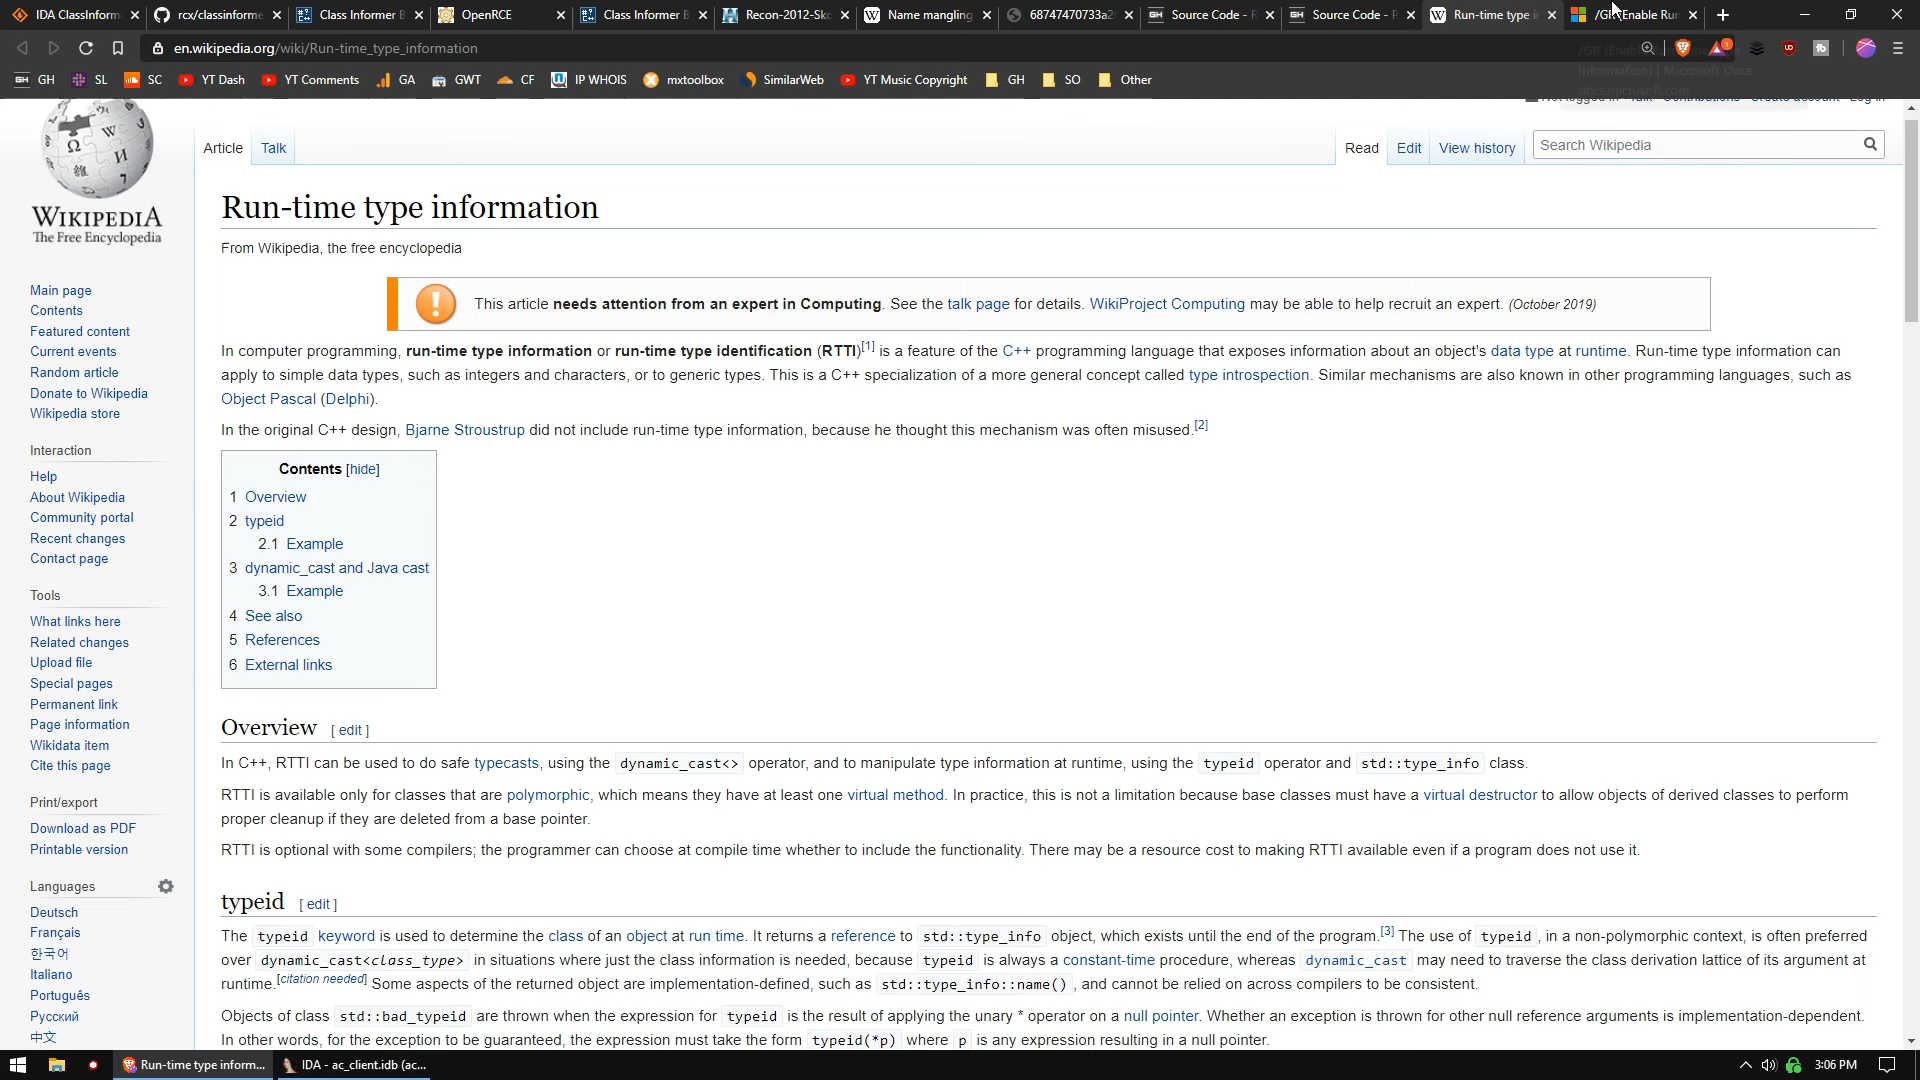 IDA ClassInform
rcx/classinforme
Class Informer B
OpenRCE
Class Informer B
Recon-2012-Sko
Name mangling
68747470733a2
Source Code - R
Source Code - P
Run-time type i
/GR (Enable Run
en.wikipedia.org/wiki/Run-time_type_information
GH
SL
SC
YT Dash
YT Comments
GA
GWT
CF
IP WHOIS
mxtoolbox
SimilarWeb
YT Music Copyright
GH
SO
Other
docs.microsoft.com
Not logged in Talk Contributions Create account Log in
WIKIPEDIA
The Free Encyclopedia
Article
Talk
Read
Edit
View history
Search Wikipedia
Main page
Contents
Featured content
Current events
Random article
Donate to Wikipedia
Wikipedia store
Interaction
Help
About Wikipedia
Community portal
Recent changes
Contact page
Tools
What links here
Related changes
Upload file
Special pages
Permanent link
Page information
Wikidata item
Cite this page
Print/export
Download as PDF
Printable version
Languages
Deutsch
Français
한국어
Italiano
Português
Русский
中文
Run-time type information
From Wikipedia, the free encyclopedia
This article needs attention from an expert in Computing. See the talk page for details. WikiProject Computing may be able to help recruit an expert. (October 2019)
In computer programming, run-time type information or run-time type identification (RTTI)[1] is a feature of the C++ programming language that exposes information about an object's data type at runtime. Run-time type information can
apply to simple data types, such as integers and characters, or to generic types. This is a C++ specialization of a more general concept called type introspection. Similar mechanisms are also known in other programming languages, such as
Object Pascal (Delphi).
In the original C++ design, Bjarne Stroustrup did not include run-time type information, because he thought this mechanism was often misused.[2]
Contents [hide]
1 Overview
2 typeid
2.1 Example
3 dynamic_cast and Java cast
3.1 Example
4 See also
5 References
6 External links
Overview [ edit ]
In C++, RTTI can be used to do safe typecasts, using the dynamic_cast<> operator, and to manipulate type information at runtime, using the typeid operator and std::type_info class.
RTTI is available only for classes that are polymorphic, which means they have at least one virtual method. In practice, this is not a limitation because base classes must have a virtual destructor to allow objects of derived classes to perform
proper cleanup if they are deleted from a base pointer.
RTTI is optional with some compilers; the programmer can choose at compile time whether to include the functionality. There may be a resource cost to making RTTI available even if a program does not use it.
typeid [ edit ]
The typeid keyword is used to determine the class of an object at run time. It returns a reference to std::type_info object, which exists until the end of the program.[3] The use of typeid , in a non-polymorphic context, is often preferred
over dynamic_cast<class_type> in situations where just the class information is needed, because typeid is always a constant-time procedure, whereas dynamic_cast may need to traverse the class derivation lattice of its argument at
runtime.[citation needed] Some aspects of the returned object are implementation-defined, such as std::type_info::name() , and cannot be relied on across compilers to be consistent.
Objects of class std::bad_typeid are thrown when the expression for typeid is the result of applying the unary * operator on a null pointer. Whether an exception is thrown for other null reference arguments is implementation-dependent.
In other words, for the exception to be guaranteed, the expression must take the form typeid(*p) where p is any expression resulting in a null pointer.
Run-time type inform...
IDA - ac_client.idb (ac...
3:06 PM